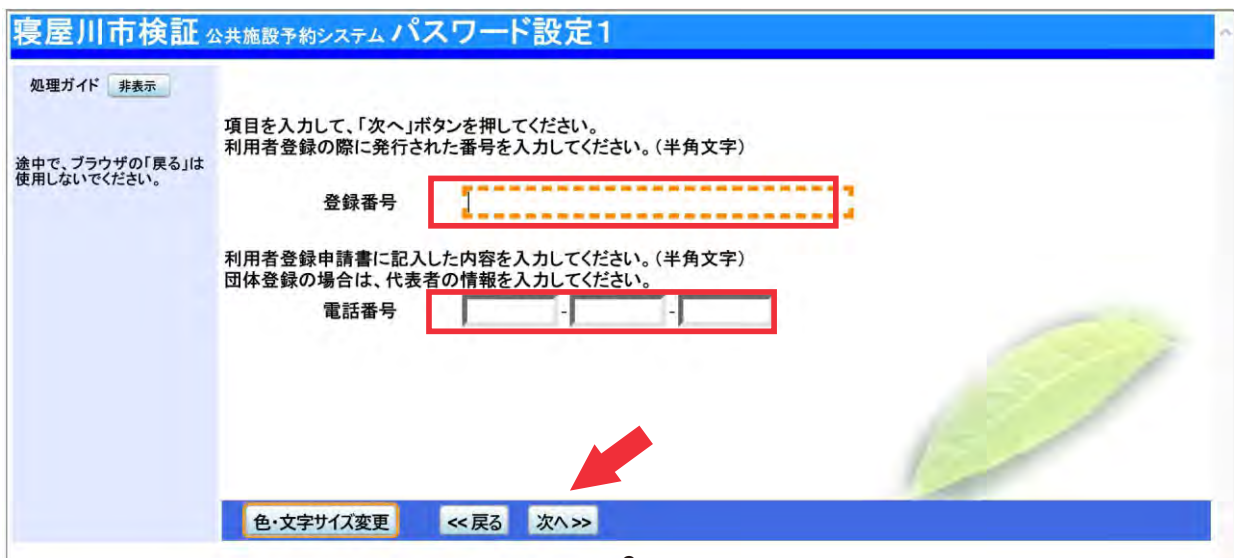 寝屋川市検証 公共施設予約システム パスワード設定1
処理ガイド 非表示
途中で、ブラウザの「戻る」は
使用しないでください。
項目を入力して、「次へ」ボタンを押してください。
利用者登録の際に発行された番号を入力してください。(半角文字)
登録番号
利用者登録申請書に記入した内容を入力してください。(半角文字)
団体登録の場合は、代表者の情報を入力してください。
電話番号 - -
色・文字サイズ変更 <<戻る 次へ>>